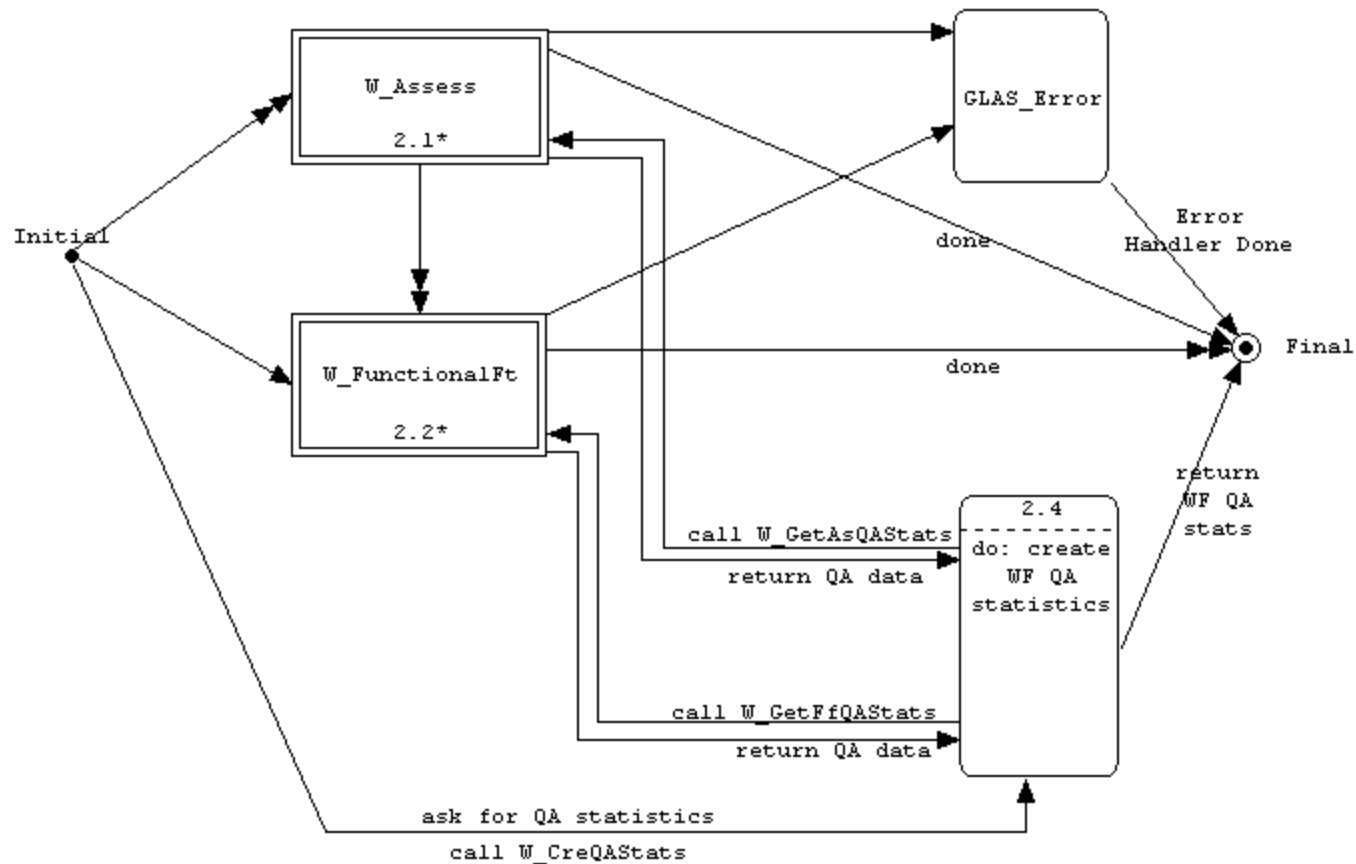 W_Assess
2.1*
GLAS_Error
Initial
Error
Handler Done
done
Final
W_FunctionalFt
2.2*
done
return
WF QA
stats
2.4
call W_GetAsQAStats
do: create
WF QA
statistics
return QA data
call W_GetFfQAStats
return QA data
ask for QA statistics
call W_CreQAStats